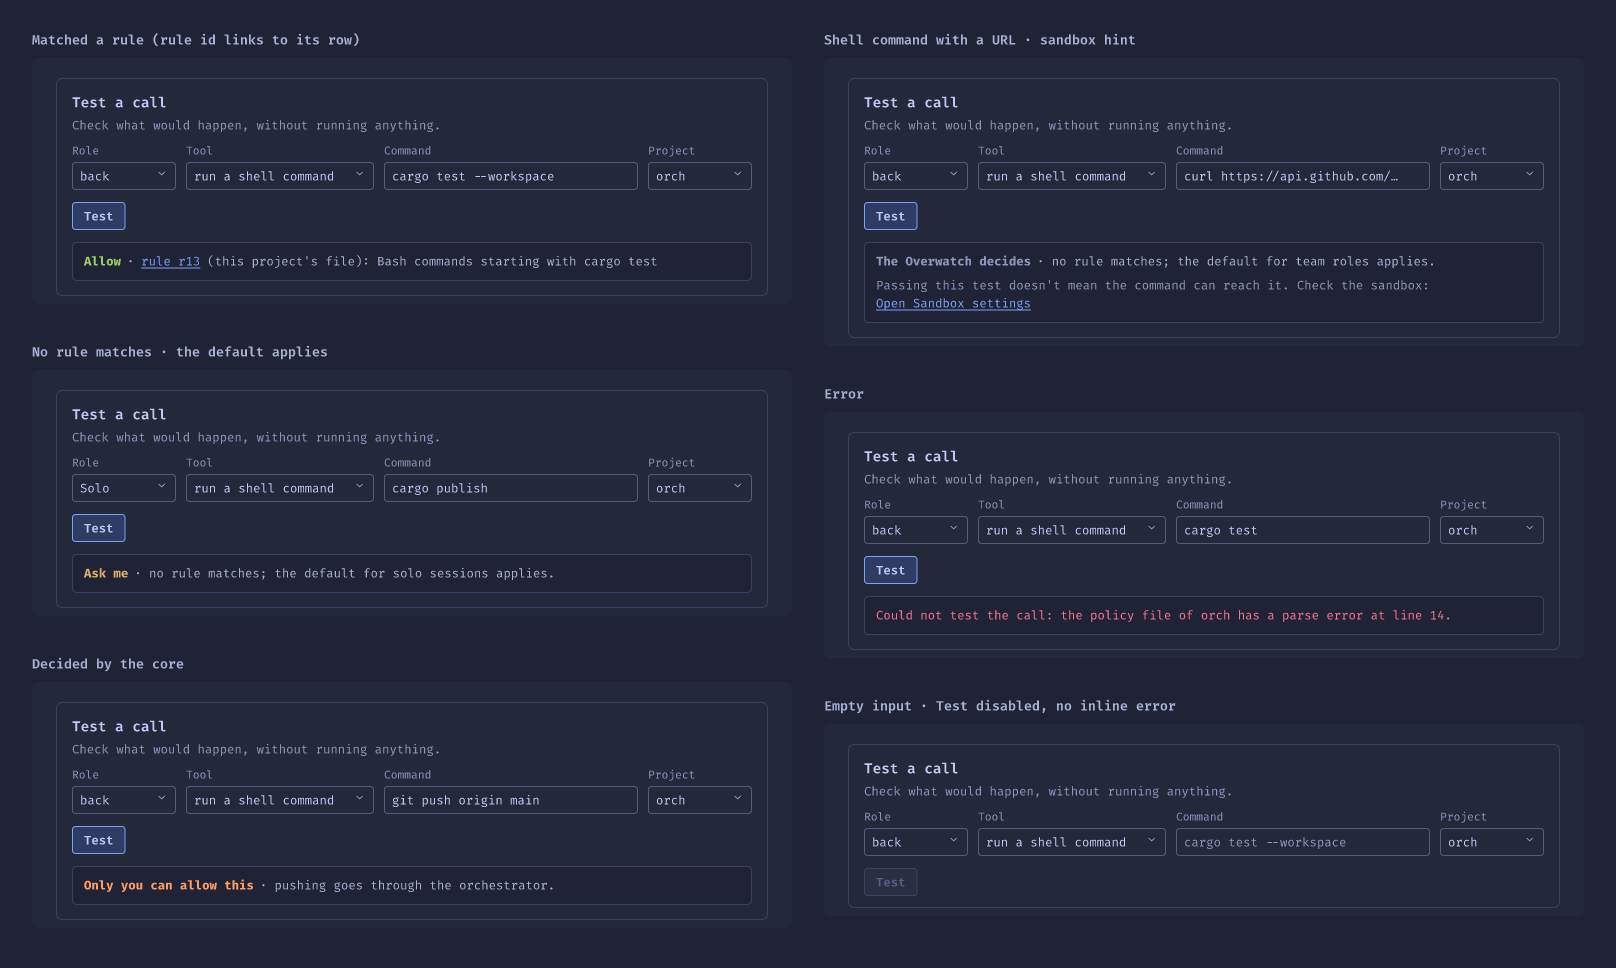 Matched a rule (rule id links to its row)
Test a call
Check what would happen, without running anything.
Role Tool Command Project
back run a shell command cargo test --workspace orch
Test
Allow · rule r13 (this project's file): Bash commands starting with cargo test
No rule matches · the default applies
Test a call
Check what would happen, without running anything.
Role Tool Command Project
Solo run a shell command cargo publish orch
Test
Ask me · no rule matches; the default for solo sessions applies.
Decided by the core
Test a call
Check what would happen, without running anything.
Role Tool Command Project
back run a shell command git push origin main orch
Test
Only you can allow this · pushing goes through the orchestrator.
Shell command with a URL · sandbox hint
Test a call
Check what would happen, without running anything.
Role Tool Command Project
back run a shell command curl https://api.github.com/… orch
Test
The Overwatch decides · no rule matches; the default for team roles applies.
Passing this test doesn't mean the command can reach it. Check the sandbox:
Open Sandbox settings
Error
Test a call
Check what would happen, without running anything.
Role Tool Command Project
back run a shell command cargo test orch
Test
Could not test the call: the policy file of orch has a parse error at line 14.
Empty input · Test disabled, no inline error
Test a call
Check what would happen, without running anything.
Role Tool Command Project
back run a shell command cargo test --workspace orch
Test